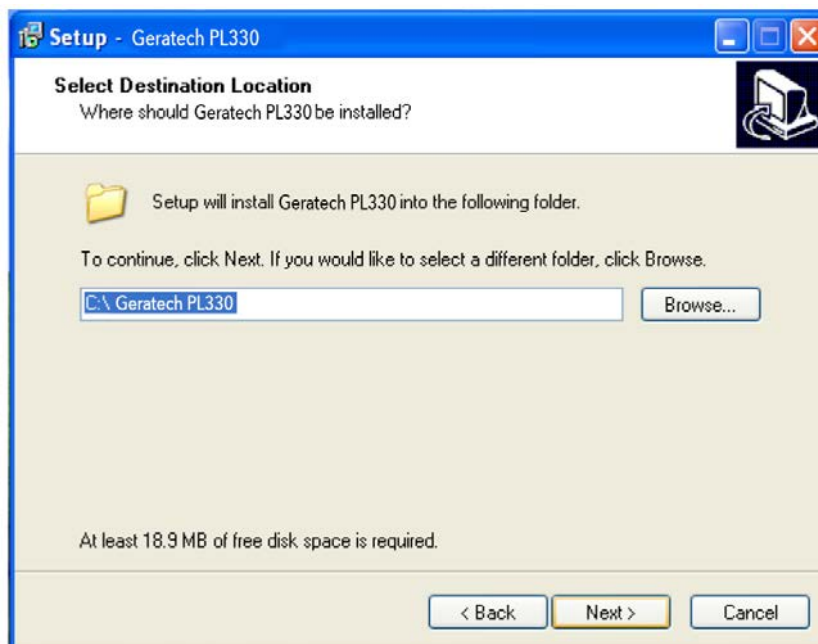 Setup - Geratech PL330
Select Destination Location
Where should Geratech PL330 be installed?
Setup will install Geratech PL330 into the following folder.
To continue, click Next. If you would like to select a different folder, click Browse.
C:\ Geratech PL330
Browse...
At least 18.9 MB of free disk space is required.
< Back
Next >
Cancel